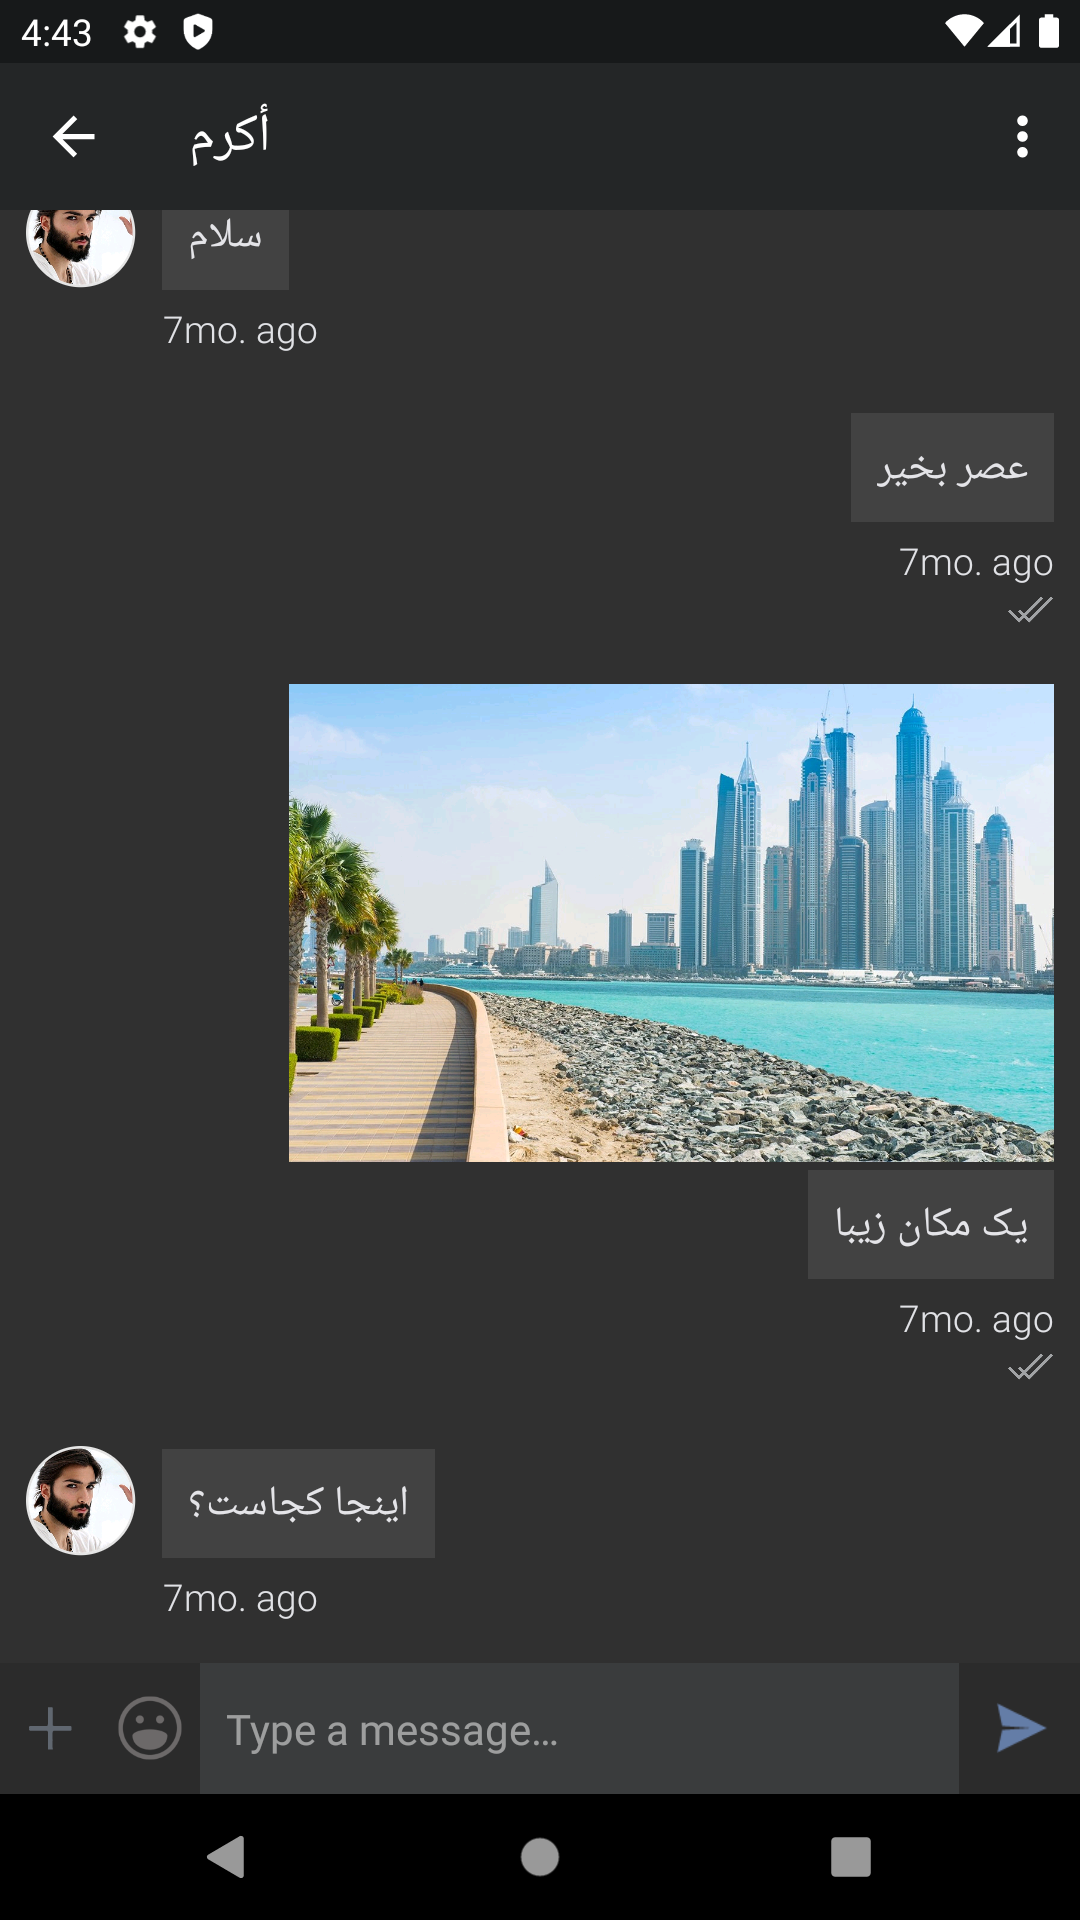 4:43
أكرم
سلام
7mo. ago
عصر بخیر
7mo. ago
یک مکان زیبا
7mo. ago
اینجا کجاست؟
7mo. ago
Type a message...